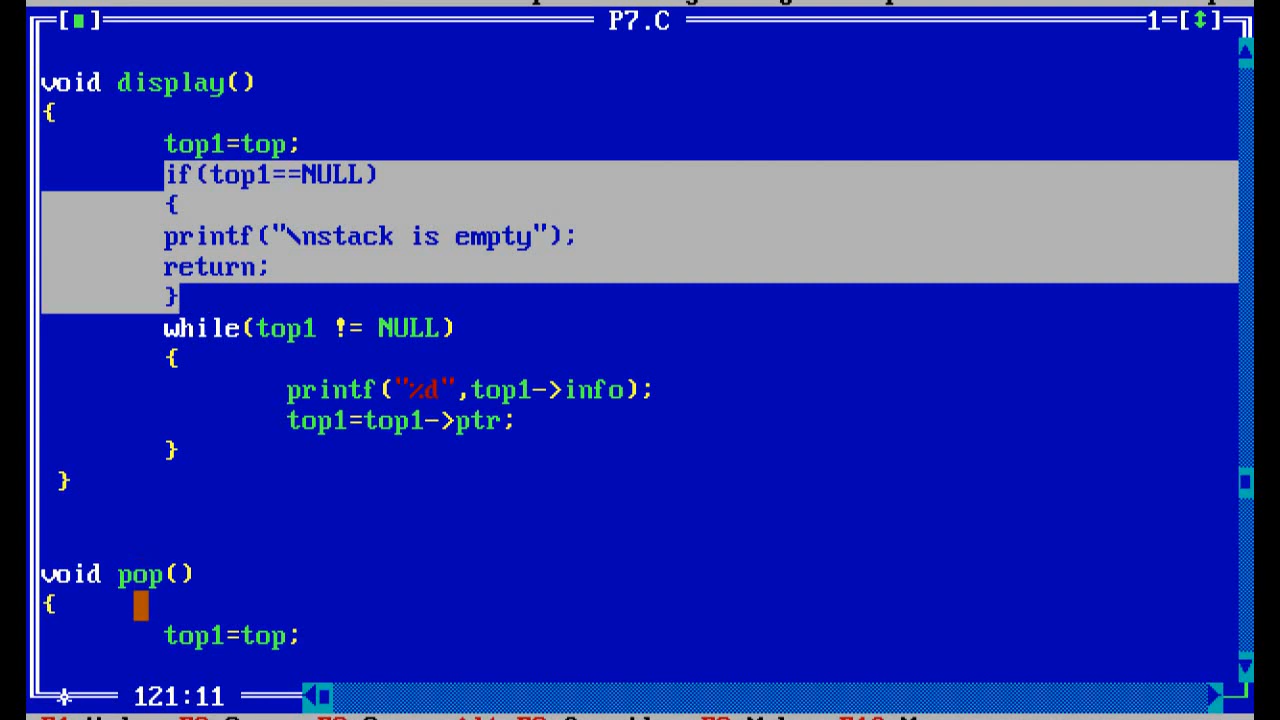 P7.C
1
void display()
{
top1=top;
if(top1==NULL)
{
printf("\nstack is empty");
return;
}
while(top1 != NULL)
{
printf("%d",top1->info);
top1=top1->ptr;
}
}
void pop()
{
top1=top;
121:11